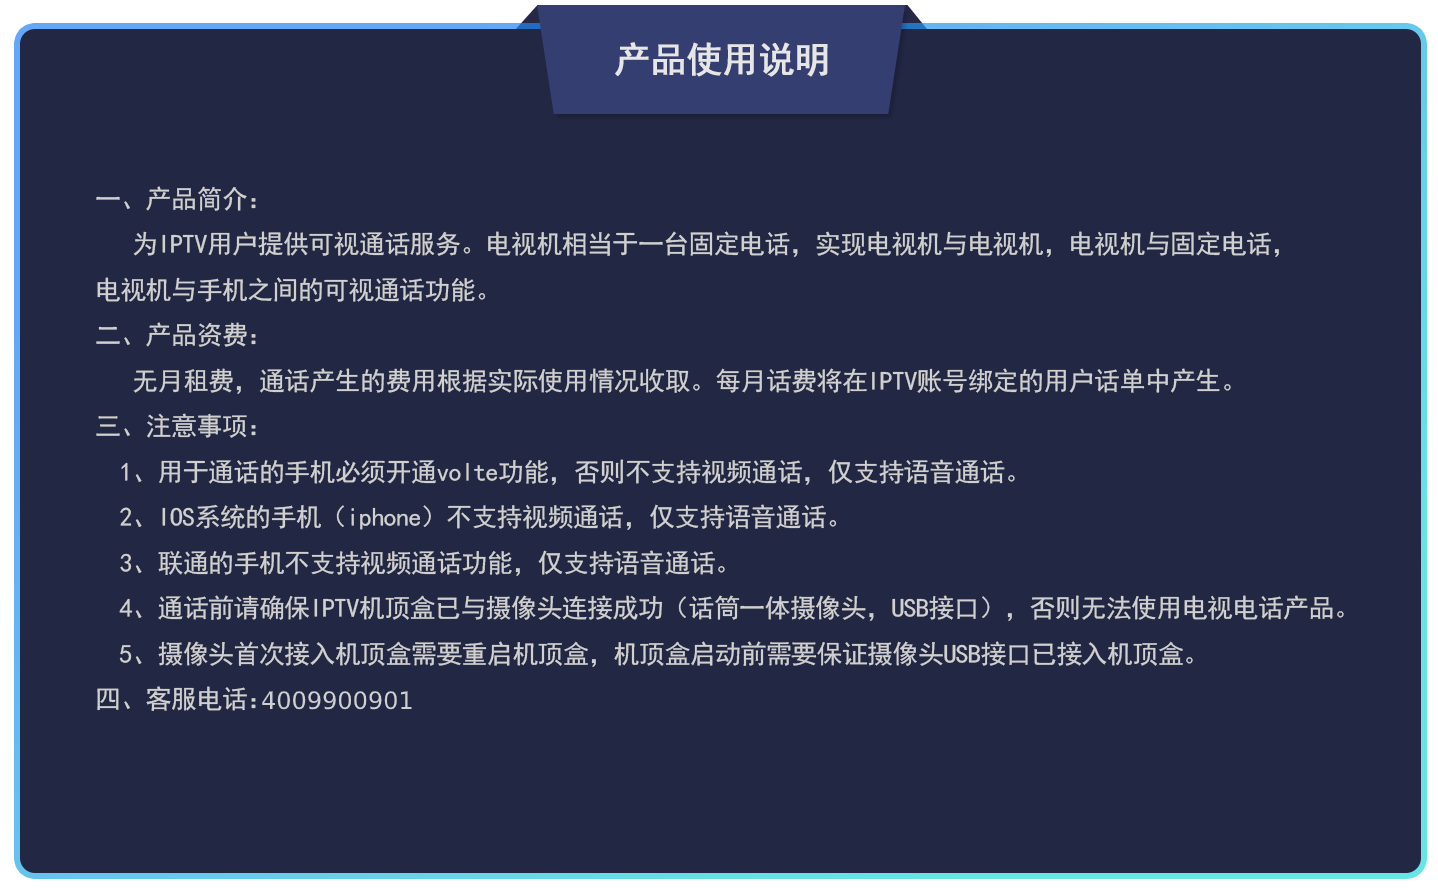 产品使用说明
一、产品简介：
为IPTV用户提供可视通话服务。电视机相当于一台固定电话，实现电视机与电视机，电视机与固定电话，
电视机与手机之间的可视通话功能。
二、产品资费：
无月租费，通话产生的费用根据实际使用情况收取。每月话费将在IPTV账号绑定的用户话单中产生。
三、注意事项：
1、用于通话的手机必须开通volte功能，否则不支持视频通话，仅支持语音通话。
2、IOS系统的手机（iphone）不支持视频通话，仅支持语音通话。
3、联通的手机不支持视频通话功能，仅支持语音通话。
4、通话前请确保IPTV机顶盒已与摄像头连接成功（话筒一体摄像头，USB接口），否则无法使用电视电话产品。
5、摄像头首次接入机顶盒需要重启机顶盒，机顶盒启动前需要保证摄像头USB接口已接入机顶盒。
四、客服电话:4009900901